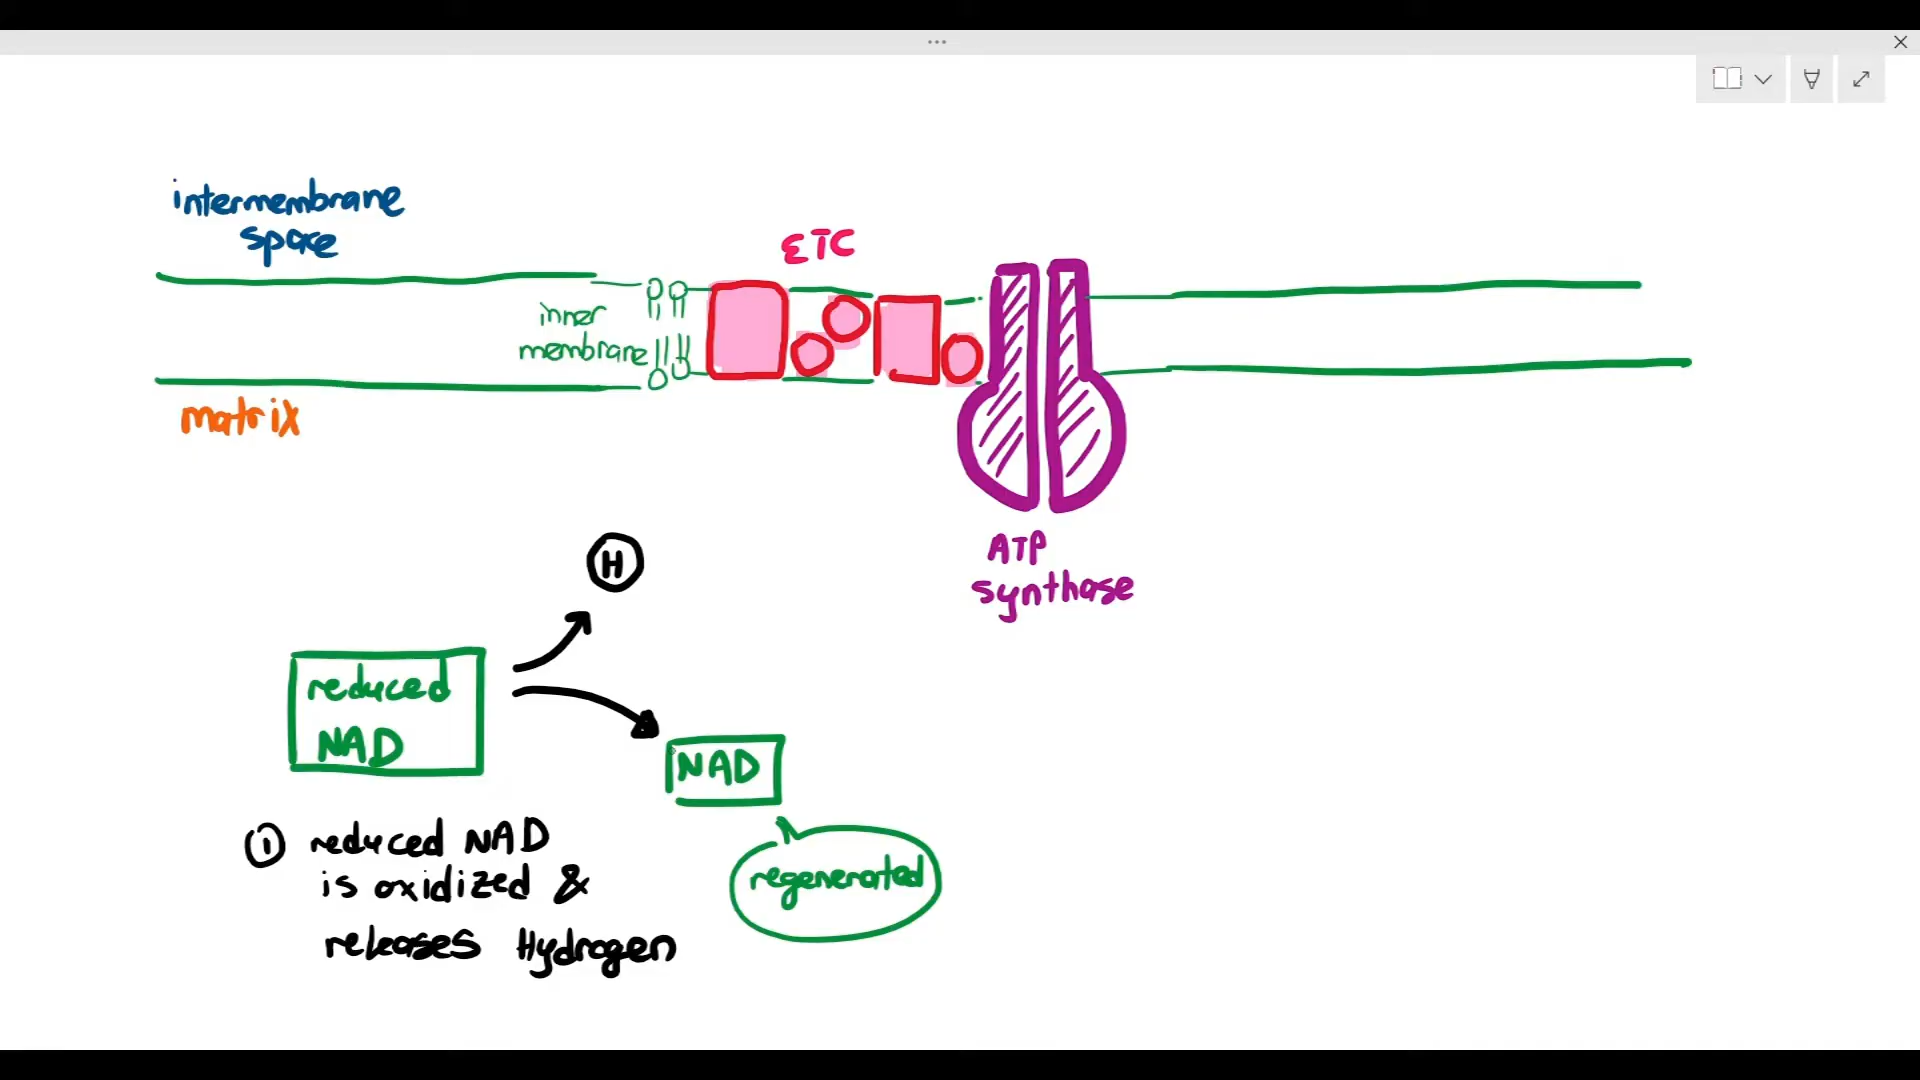 intermembrane
space
ETC
inner
membrane
matrix
ATP
synthase
H
reduced
NAD
NAD
regenerated
① reduced NAD
is oxidized &
releases Hydrogen